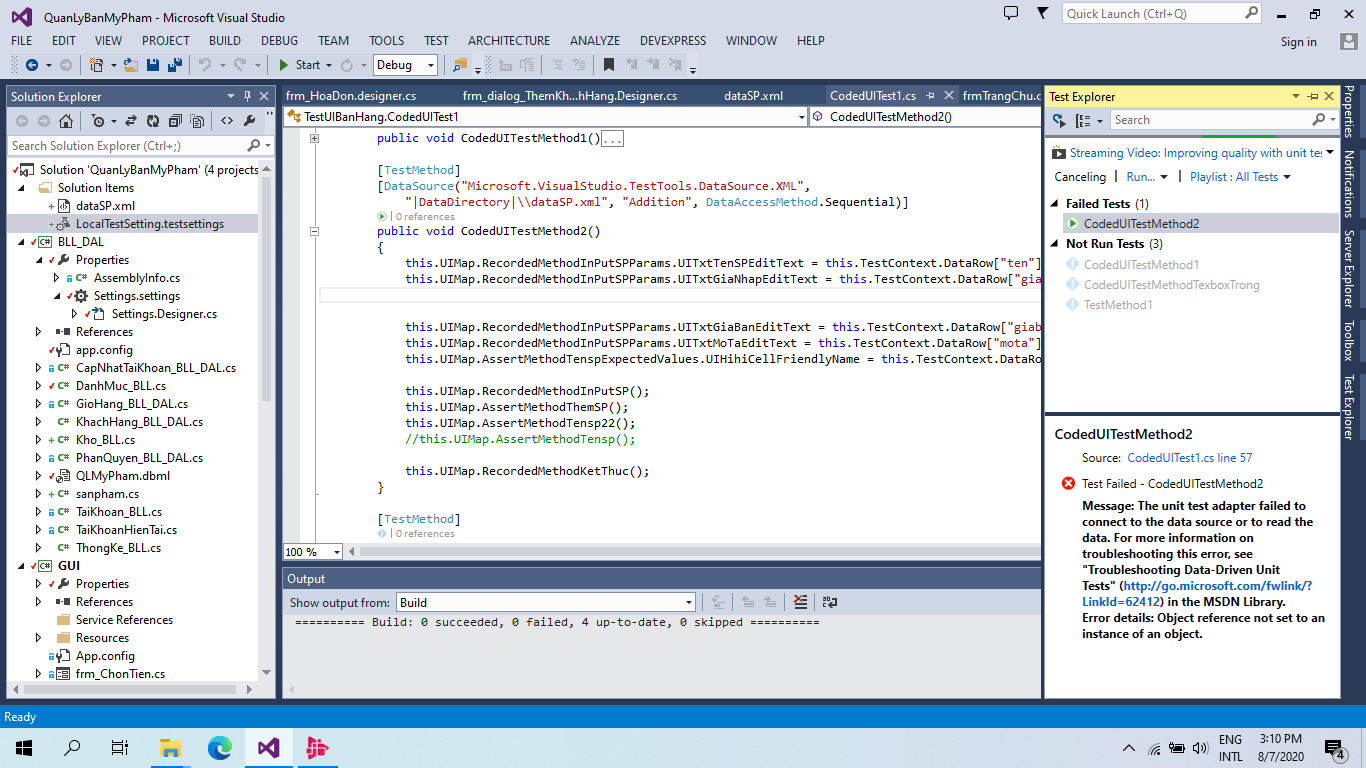 QuanLyBanMyPham - Microsoft Visual Studio
Quick Launch (Ctrl+Q)
FILE EDIT VIEW PROJECT BUILD DEBUG TEAM TOOLS TEST ARCHITECTURE ANALYZE DEVEXPRESS WINDOW HELP
Sign in
Start
Debug
Solution Explorer
Search Solution Explorer (Ctrl+;)
Solution 'QuanLyBanMyPham' (4 projects
Solution Items
dataSP.xml
LocalTestSetting.testsettings
BLL_DAL
Properties
AssemblyInfo.cs
Settings.settings
Settings.Designer.cs
References
app.config
CapNhatTaiKhoan_BLL_DAL.cs
DanhMuc_BLL.cs
GioHang_BLL_DAL.cs
KhachHang_BLL_DAL.cs
Kho_BLL.cs
PhanQuyen_BLL_DAL.cs
QLMyPham.dbml
sanpham.cs
TaiKhoan_BLL.cs
TaiKhoanHienTai.cs
ThongKe_BLL.cs
GUI
Properties
References
Service References
Resources
App.config
frm_ChonTien.cs
frm_HoaDon.designer.cs frm_dialog_ThemKh...hHang.Designer.cs dataSP.xml CodedUITest1.cs frmTrangChu.c
TestUIBanHang.CodedUITest1
CodedUITestMethod2()
public void CodedUITestMethod1()...
[TestMethod]
[DataSource("Microsoft.VisualStudio.TestTools.DataSource.XML",
"|DataDirectory|\\dataSP.xml", "Addition", DataAccessMethod.Sequential)]
0 references
public void CodedUITestMethod2()
{
this.UIMap.RecordedMethodInPutSPParams.UITxtTenSPEditText = this.TestContext.DataRow["ten"]
this.UIMap.RecordedMethodInPutSPParams.UITxtGiaNhapEditText = this.TestContext.DataRow["gia
this.UIMap.RecordedMethodInPutSPParams.UITxtGiaBanEditText = this.TestContext.DataRow["giab
this.UIMap.RecordedMethodInPutSPParams.UITxtMoTaEditText = this.TestContext.DataRow["mota"]
this.UIMap.AssertMethodTenspExpectedValues.UIHihiCellFriendlyName = this.TestContext.DataRo
this.UIMap.RecordedMethodInPutSP();
this.UIMap.AssertMethodThemSP();
this.UIMap.AssertMethodTensp22();
//this.UIMap.AssertMethodTensp();
this.UIMap.RecordedMethodKetThuc();
}
[TestMethod]
0 references
100 %
Output
Show output from: Build
========== Build: 0 succeeded, 0 failed, 4 up-to-date, 0 skipped ==========
Test Explorer
Search
Streaming Video: Improving quality with unit te:
Canceling | Run... | Playlist : All Tests
Failed Tests (1)
CodedUITestMethod2
Not Run Tests (3)
CodedUITestMethod1
CodedUITestMethodTexboxTrong
TestMethod1
CodedUITestMethod2
Source: CodedUITest1.cs line 57
Test Failed - CodedUITestMethod2
Message: The unit test adapter failed to
connect to the data source or to read the
data. For more information on
troubleshooting this error, see
"Troubleshooting Data-Driven Unit
Tests" (http://go.microsoft.com/fwlink/?
LinkId=62412) in the MSDN Library.
Error details: Object reference not set to an
instance of an object.
Properties
Notifications
Server Explorer
Toolbox
Test Explorer
Ready
ENG
INTL
3:10 PM
8/7/2020
4